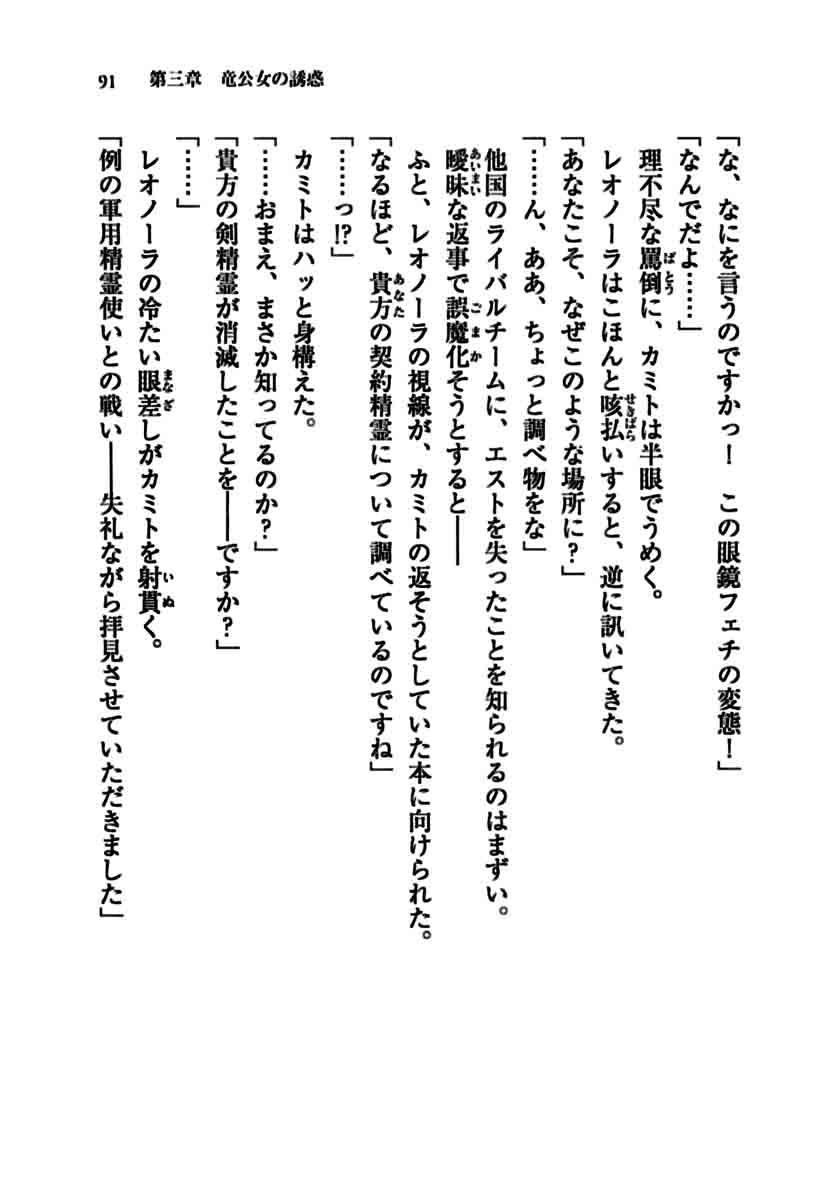 91　第三章　竜公女の誘惑
「な、なにを言うのですかっ！　この眼鏡フェチの変態！」
「なんでだよ……」
　理不尽な罵倒に、カミトは半眼でうめく。
　レオノーラはこほんと咳払いすると、逆に訊いてきた。
「あなたこそ、なぜこのような場所に？」
「……ん、ああ、ちょっと調べ物をな」
　他国のライバルチームに、エストを失ったことを知られるのはまずい。
　曖昧な返事で誤魔化そうとすると――
　ふと、レオノーラの視線が、カミトの返そうとしていた本に向けられた。
「なるほど、貴方の契約精霊について調べているのですね」
「……っ!?」
　カミトはハッと身構えた。
「……おまえ、まさか知ってるのか？」
「貴方の剣精霊が消滅したことを――ですか？」
「……」
　レオノーラの冷たい眼差しがカミトを射貫く。
「例の軍用精霊使いとの戦い――失礼ながら拝見させていただきました」